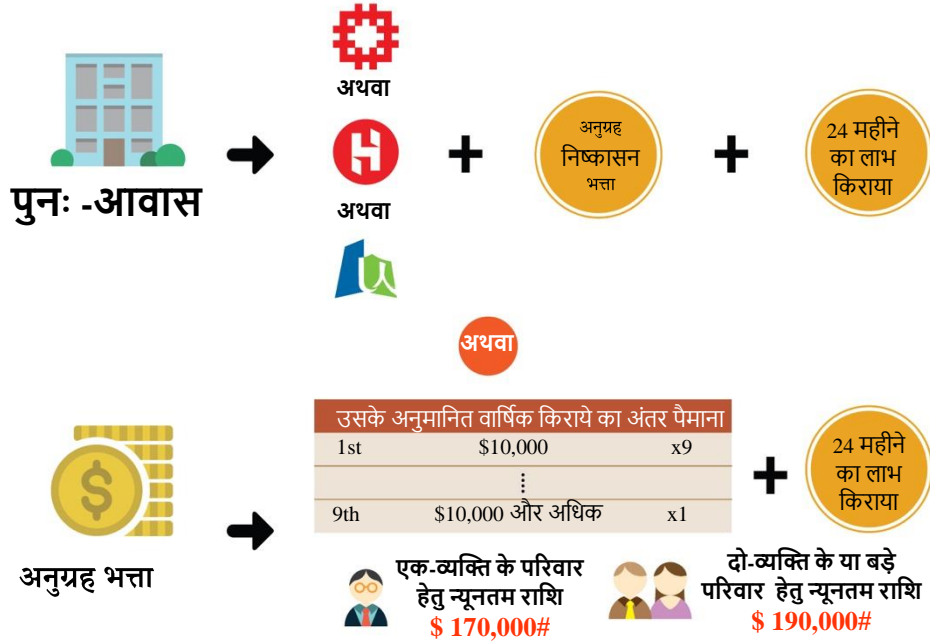 अथवा
अथवा
पुनः -आवास
अनुग्रह
निष्कासन
भत्ता
24 महीने
का लाभ
किराया
अथवा
उसके अनुमानित वार्षिक किराये का अंतर पैमाना
1st $10,000 x9
9th $10,000 और अधिक x1
24 महीने
का लाभ
किराया
अनुग्रह भत्ता
एक-व्यक्ति के परिवार
हेतु न्यूनतम राशि
$ 170,000#
दो-व्यक्ति के या बड़े
परिवार हेतु न्यूनतम राशि
$ 190,000#